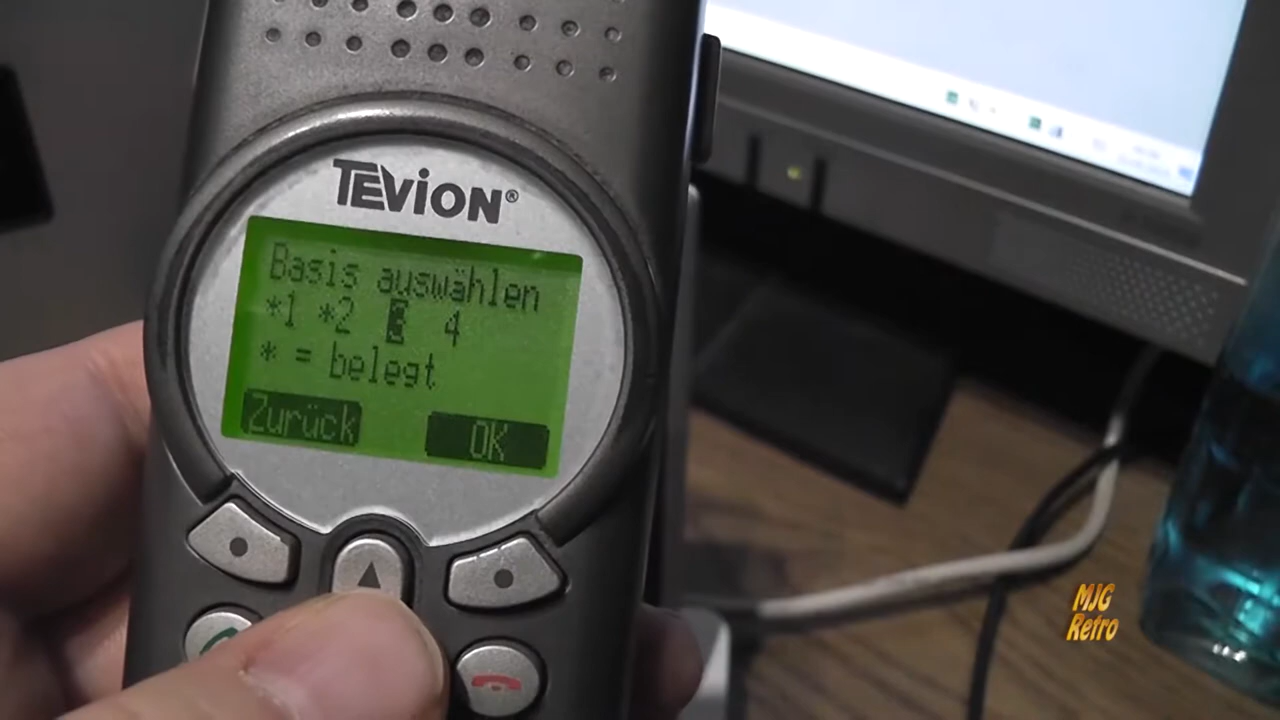 TEViON®
Basis auswählen
*1 *2 3 4
* = belegt
Zurück OK
MJG
Retro